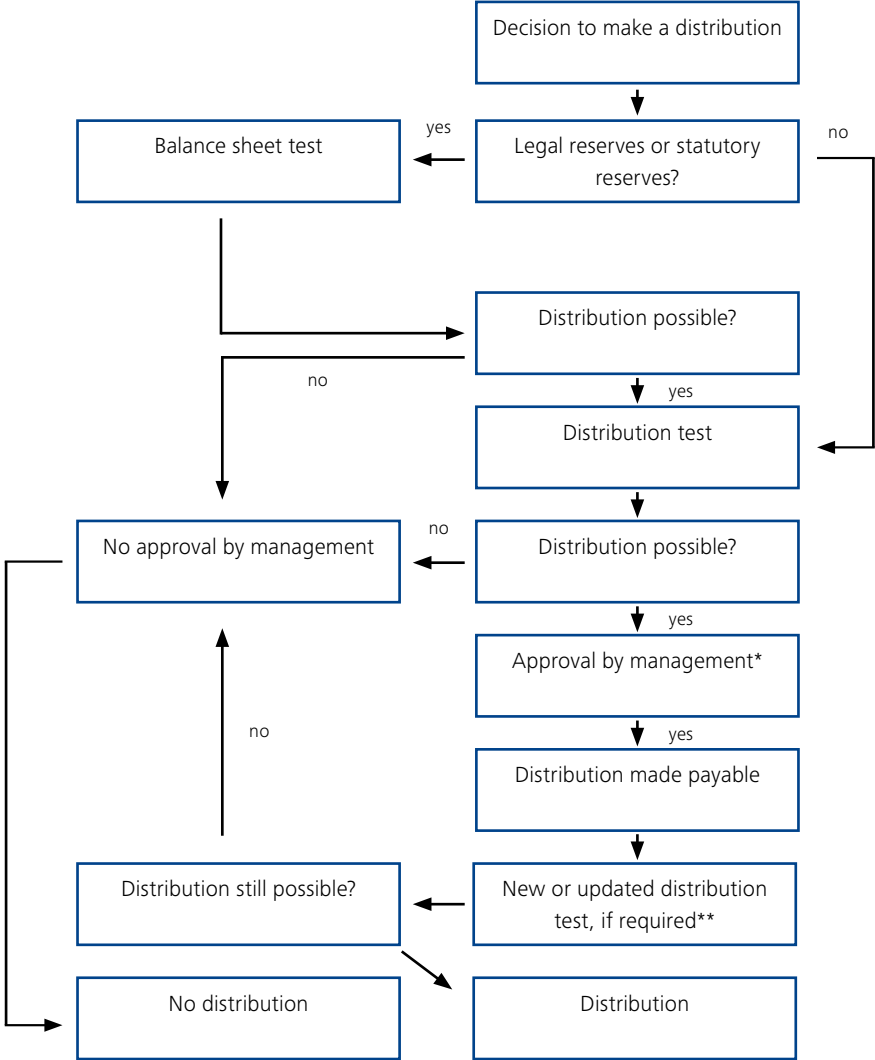 Decision to make a distribution
yes
no
Balance sheet test
Legal reserves or statutory
reserves?
Distribution possible?
no
yes
Distribution test
no
No approval by management
Distribution possible?
yes
Approval by management*
yes
no
Distribution made payable
Distribution still possible?
New or updated distribution
test, if required**
No distribution
Distribution